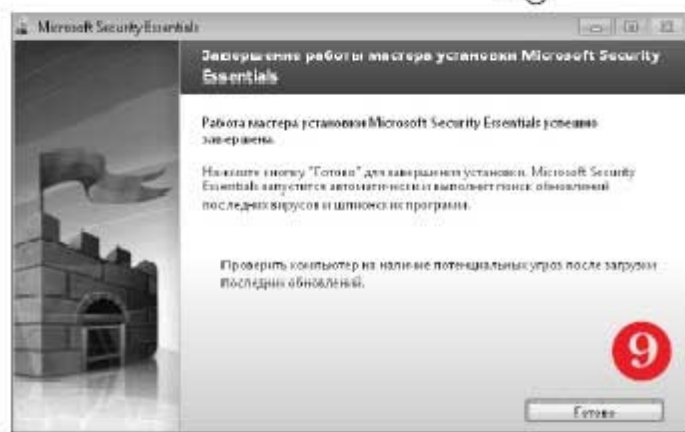 Microsoft Security Essentials
Завершение работы мастера установки Microsoft Security
Essentials
Работа мастера установки Microsoft Security Essentials успешно
завершена.
Нажмите кнопку "Готово" для завершения установки. Microsoft Security
Essentials запустится автоматически и выполнит поиск обновлений
последних вирусов и шпионских программ.
Проверить компьютер на наличие потенциальных угроз после загрузки
последних обновлений.
9
Готово